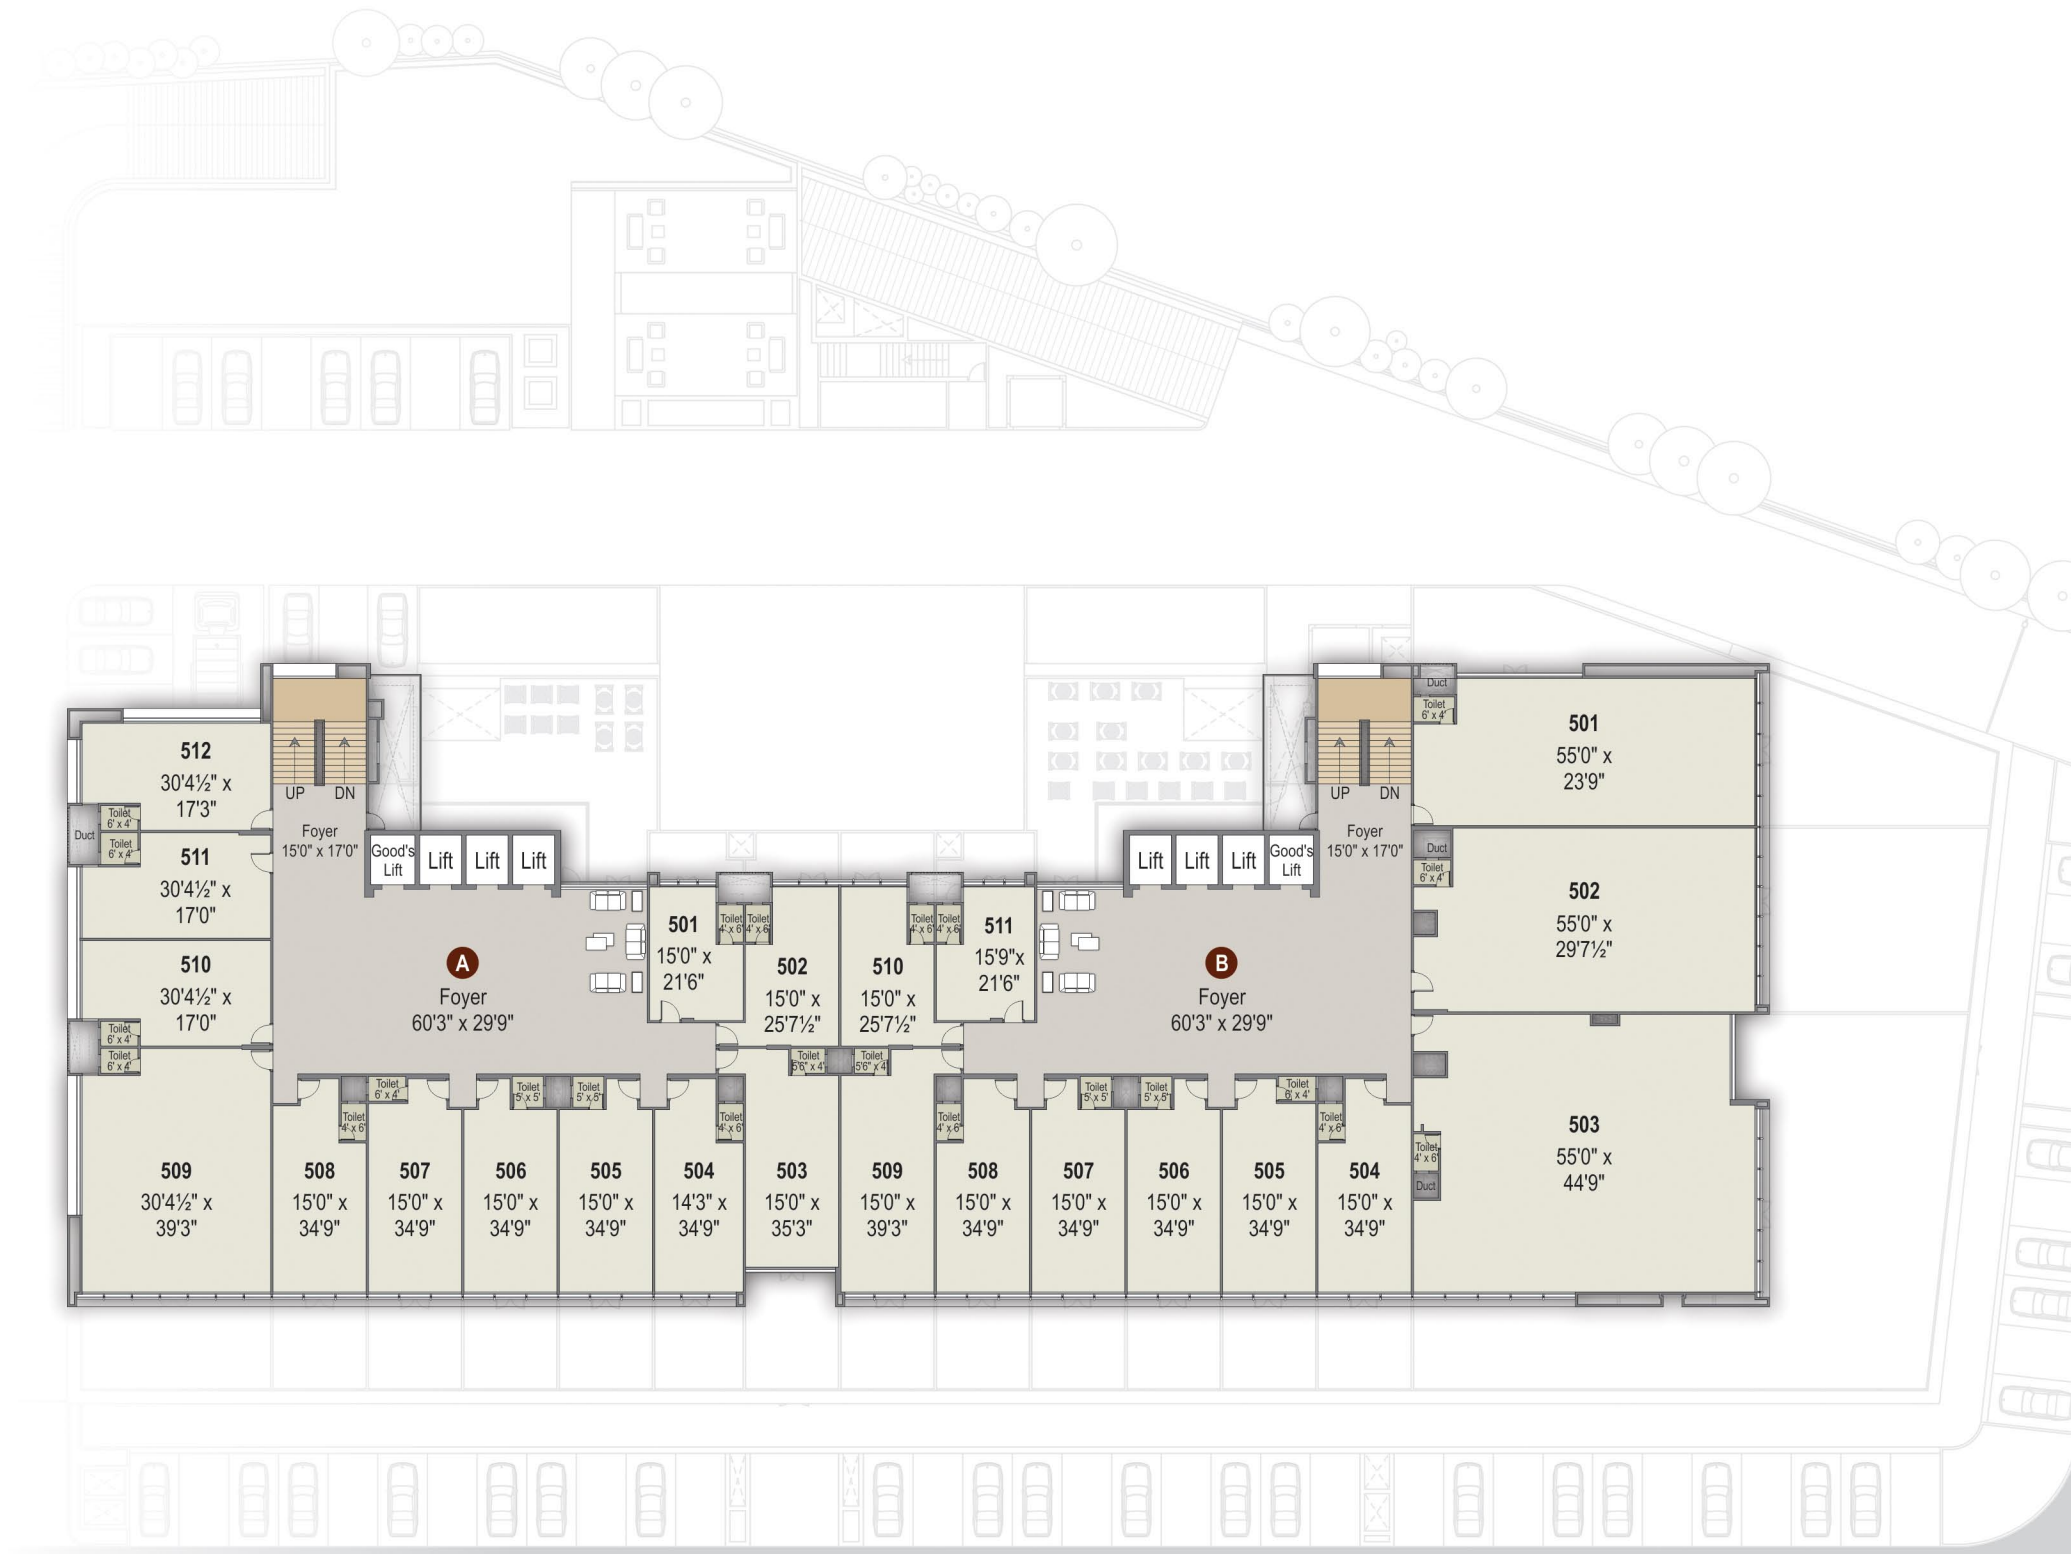 Duct
Toilet
6' x 4'
501
55'0" x
23'9"
512
30'4½" x
17'3"
UP
DN
UP
DN
Toilet
6' x 4'
Duct
Toilet
6' x 4'
Foyer
15'0" x 17'0"
Foyer
15'0" x 17'0"
Good's
Lift
Lift
Lift
Lift
Lift
Lift
Lift
Good's
Lift
Duct
Toilet
6' x 4'
511
30'4½" x
17'0"
502
55'0" x
29'7½"
501
15'0" x
21'6"
Toilet
4' x 6'
Toilet
4' x 6'
Toilet
4' x 6'
Toilet
4' x 6'
511
15'9"x
21'6"
510
30'4½" x
17'0"
A
Foyer
60'3" x 29'9"
502
15'0" x
25'7½"
510
15'0" x
25'7½"
B
Foyer
60'3" x 29'9"
Toilet
6' x 4'
Toilet
6' x 4'
Toilet
5'6" x 4'
Toilet
5'6" x 4'
Toilet
4' x 6'
Toilet
6' x 4'
Toilet
5' x 5'
Toilet
5' x 5'
Toilet
4' x 6'
Toilet
4' x 6'
Toilet
5' x 5'
Toilet
5' x 5'
Toilet
6' x 4'
Toilet
4' x 6'
Toilet
4' x 6'
Duct
503
55'0" x
44'9"
509
30'4½" x
39'3"
508
15'0" x
34'9"
507
15'0" x
34'9"
506
15'0" x
34'9"
505
15'0" x
34'9"
504
14'3" x
34'9"
503
15'0" x
35'3"
509
15'0" x
39'3"
508
15'0" x
34'9"
507
15'0" x
34'9"
506
15'0" x
34'9"
505
15'0" x
34'9"
504
15'0" x
34'9"